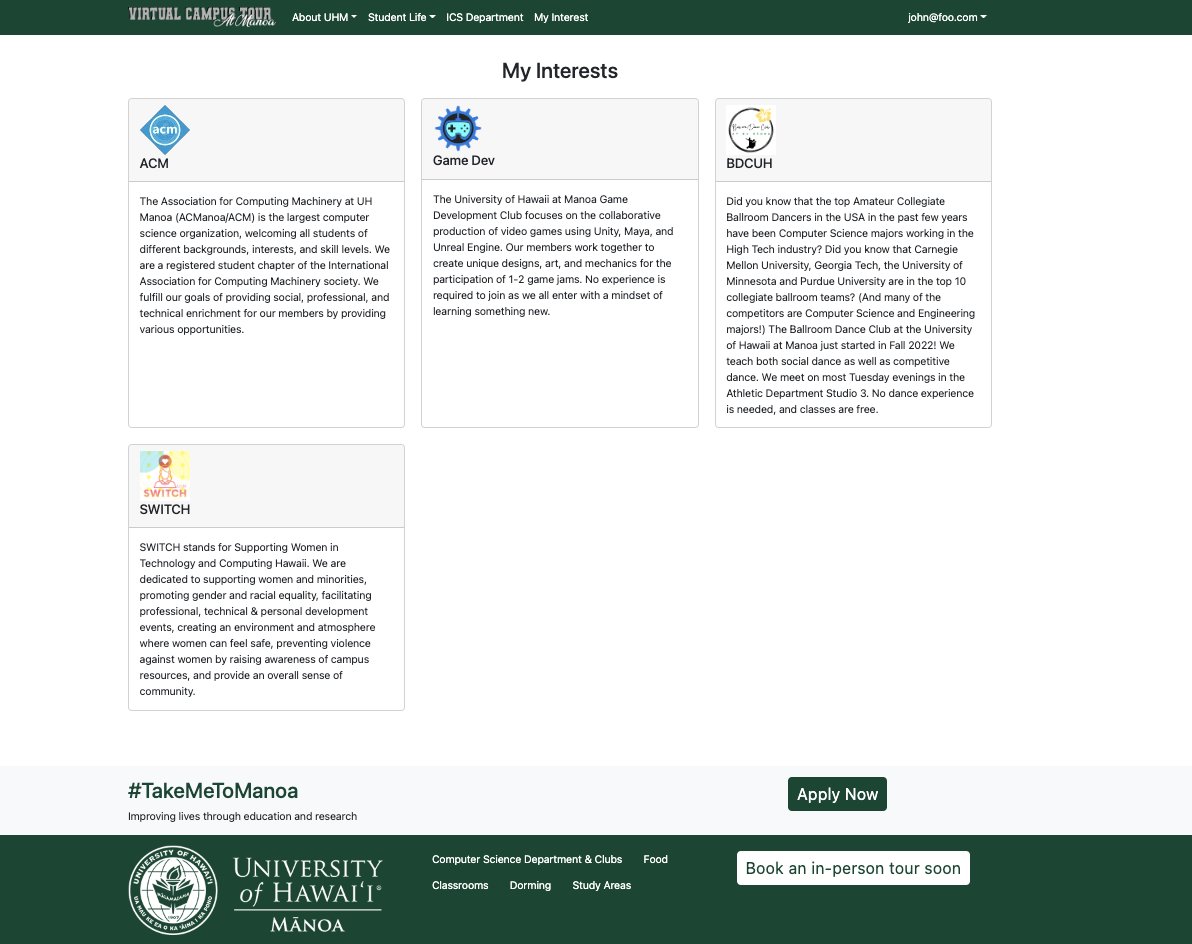 VIRTUAL CAMPUS TOUR
At Manoa
About UHM
Student Life
ICS Department
My Interest
john@foo.com
My Interests
acm
ACM
The Association for Computing Machinery at UH
Manoa (ACManoa/ACM) is the largest computer
science organization, welcoming all students of
different backgrounds, interests, and skill levels. We
are a registered student chapter of the International
Association for Computing Machinery society. We
fulfill our goals of providing social, professional, and
technical enrichment for our members by providing
various opportunities.
Game Dev
The University of Hawaii at Manoa Game
Development Club focuses on the collaborative
production of video games using Unity, Maya, and
Unreal Engine. Our members work together to
create unique designs, art, and mechanics for the
participation of 1-2 game jams. No experience is
required to join as we all enter with a mindset of
learning something new.
BDCUH
Did you know that the top Amateur Collegiate
Ballroom Dancers in the USA in the past few years
have been Computer Science majors working in the
High Tech industry? Did you know that Carnegie
Mellon University, Georgia Tech, the University of
Minnesota and Purdue University are in the top 10
collegiate ballroom teams? (And many of the
competitors are Computer Science and Engineering
majors!) The Ballroom Dance Club at the University
of Hawaii at Manoa just started in Fall 2022! We
teach both social dance as well as competitive
dance. We meet on most Tuesday evenings in the
Athletic Department Studio 3. No dance experience
is needed, and classes are free.
SWITCH
SWITCH
SWITCH stands for Supporting Women in
Technology and Computing Hawaii. We are
dedicated to supporting women and minorities,
promoting gender and racial equality, facilitating
professional, technical & personal development
events, creating an environment and atmosphere
where women can feel safe, preventing violence
against women by raising awareness of campus
resources, and provide an overall sense of
community.
#TakeMeToManoa
Improving lives through education and research
Apply Now
UNIVERSITY OF HAWAI'I
1907
UNIVERSITY
of HAWAI'I®
MĀNOA
Computer Science Department & Clubs
Food
Classrooms
Dorming
Study Areas
Book an in-person tour soon